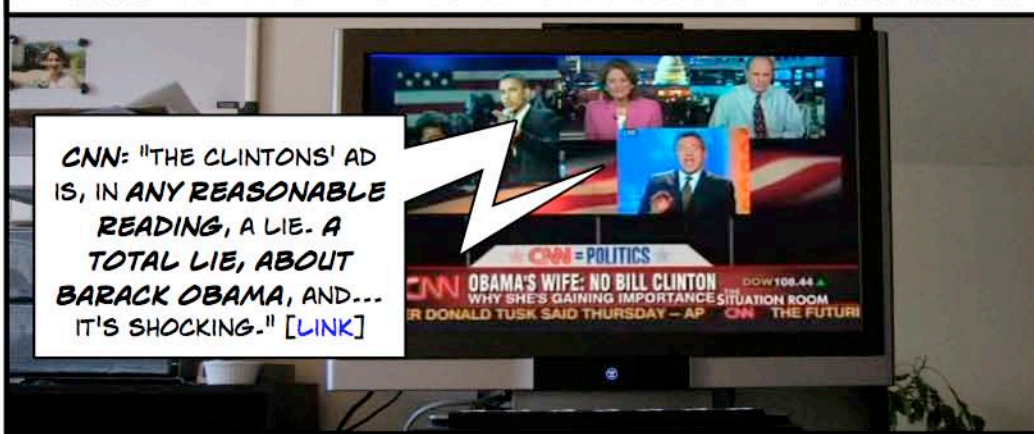 CNN: "THE CLINTONS' AD
IS, IN ANY REASONABLE
READING, A LIE. A
TOTAL LIE, ABOUT
BARACK OBAMA, AND...
IT'S SHOCKING." [LINK]
CNN = POLITICS
CNN OBAMA'S WIFE: NO BILL CLINTON DOW 108.44 ▲
WHY SHE'S GAINING IMPORTANCE THE SITUATION ROOM
ER DONALD TUSK SAID THURSDAY – AP CNN THE FUTURE